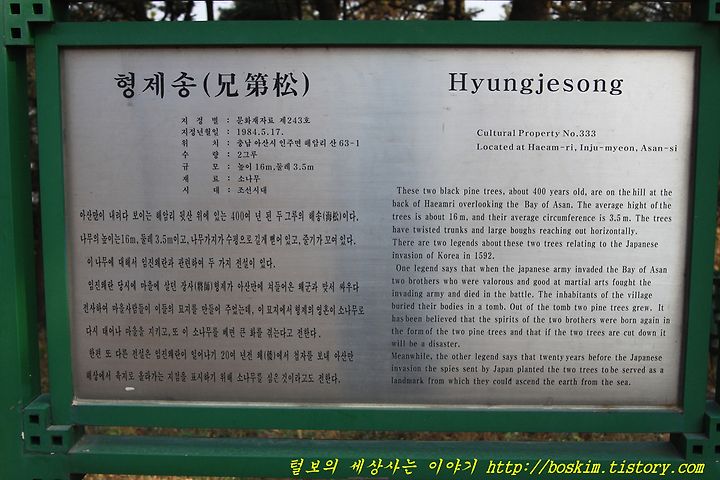 형제송(兄第松)
지 정 별 : 문화재자료 제243호
지정년월일 : 1984.5.17.
위 치 : 충남 아산시 인주면 해암리 산 63-1
수 량 : 2그루
규 모 : 높이 16m,둘레 3.5m
재 료 : 소나무
시 대 : 조선시대
아산만이 내려다 보이는 해암리 뒷산 위에 있는 400여 년 된 두그루의 해송(海松)이다.
나무의 높이는16m, 둘레 3.5m이고, 나무가지가 수평으로 길게 뻗어 있고, 줄기가 꼬여 있다.
이 나무에 대해서 임진왜란과 관련하여 두 가지 전설이 있다.
임진왜란 당시에 마을에 살던 장사(將師)형제가 아산만에 쳐들어온 왜군과 맞서 싸우다
전사하여 마을사람들이 이들의 묘지를 만들어 주었는데, 이 묘지에서 형제의 영혼이 소나무로
다시 태어나 마을을 지키고, 또 이 소나무를 베면 큰 화를 겪는다고 전한다.
한편 또 다른 전설은 임진왜란이 일어나기 20여 년전 왜(倭)에서 첩자를 보내 아산만
해상에서 육지로 올라가는 지점을 표시하기 위해 소나무를 심은 것이라고도 전한다.
Hyungjesong
Cultural Property No.333
Located at Haeam-ri, Inju-myeon, Asan-si
These two black pine trees, about 400 years old, are on the hill at the
back of Haeamri overlooking the Bay of Asan. The average hight of the
trees is about 16 m, and their average circumference is 3.5 m. The trees
have twisted trunks and large boughs reaching out horizontally.
There are two legends about these two trees relating to the Japanese
invasion of Korea in 1592.
One legend says that when the japanese army invaded the Bay of Asan
two brothers who were valorous and good at martial arts fought the
invading army and died in the battle. The inhabitants of the village
buried their bodies in a tomb. Out of the tomb two pine trees grew. It
has been believed that the spirits of the two brothers were born again in
the form of the two pine trees and that if the two trees are cut down it
will be a disaster.
Meanwhile, the other legend says that twenty years before the Japanese
invasion the spies sent by Japan planted the two trees to be served as a
landmark from which they could ascend the earth from the sea.
털보의 세상사는 이야기 http://boskim.tistory.com